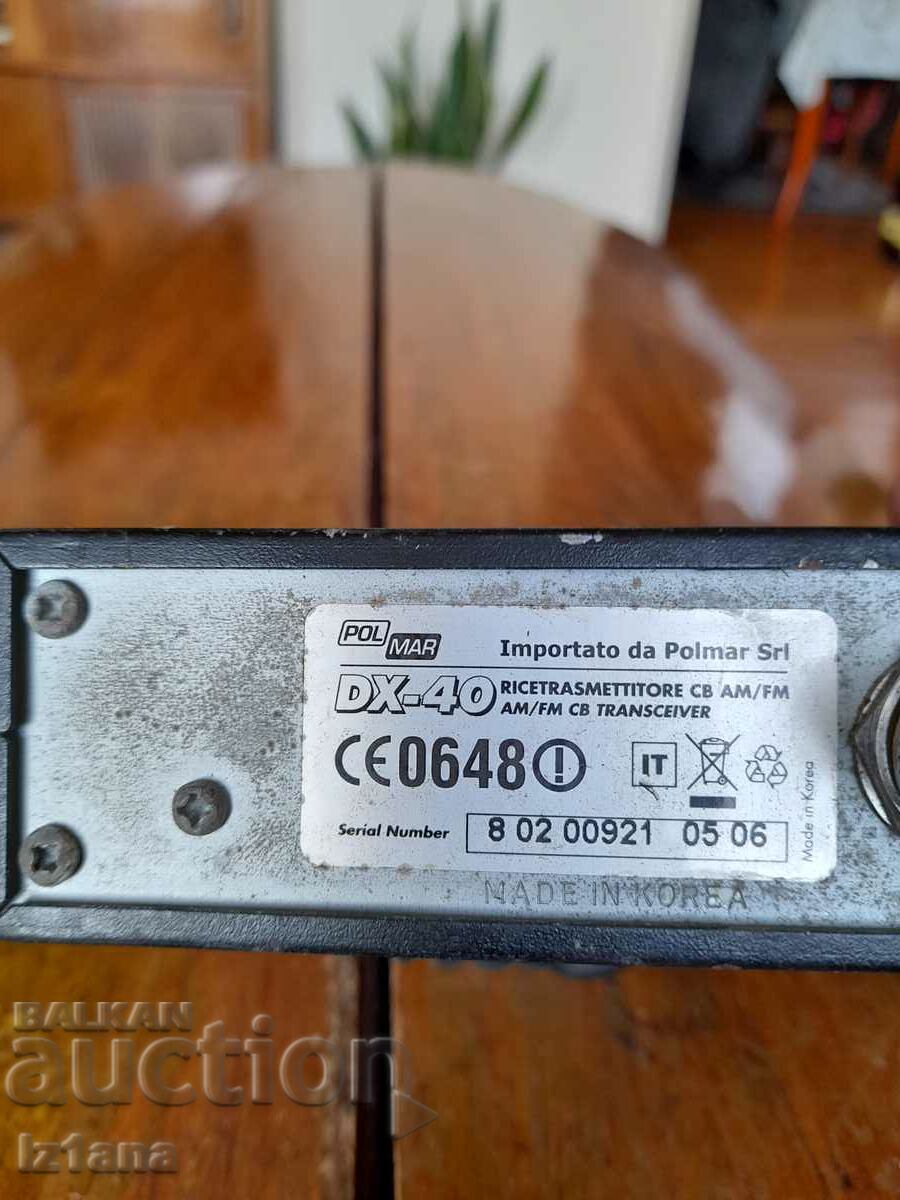 POL MAR
Importato da Polmar Srl
DX-40
RICETRASMETTITORE CB AM/FM
AM/FM CB TRANSCEIVER
CE0648
IT
Made in Korea
Serial Number
8 02 00921 05 06
MADE IN KOREA
BALKAN
auction
Iz1ana